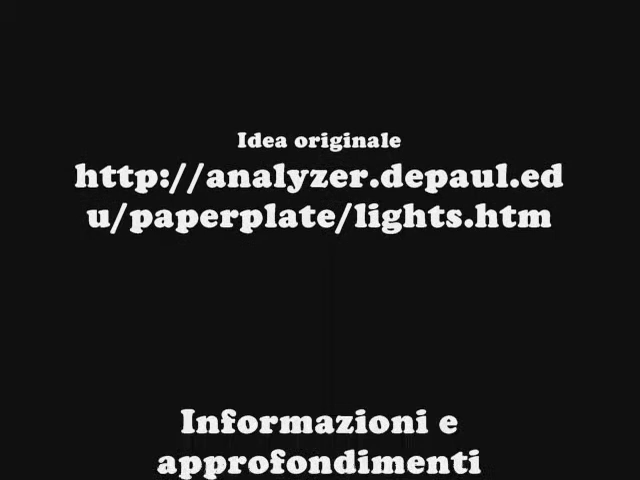 Idea originale
http://analyzer.depaul.ed
u/paperplate/lights.htm
Informazioni e
approfondimenti